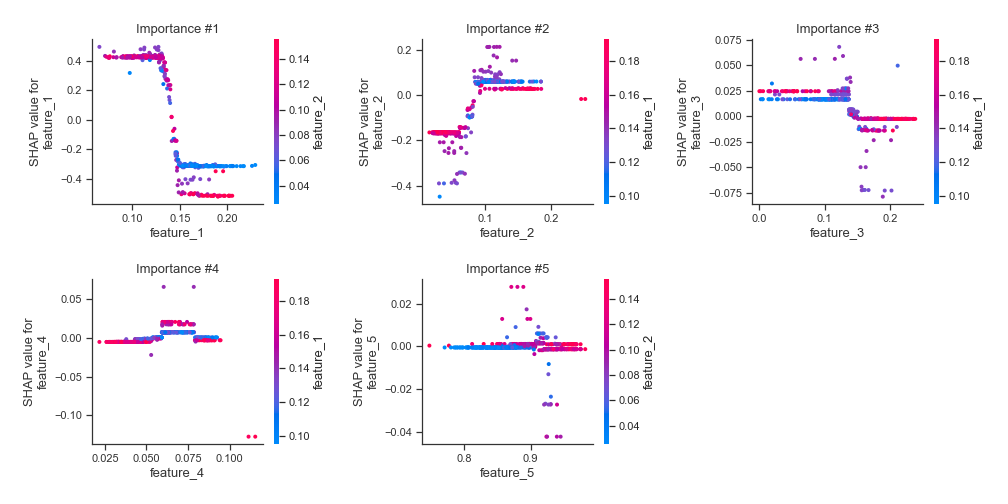 Importance #1
0.4
0.2
0.0
−0.2
−0.4
SHAP value for
feature_1
0.10
0.15
0.20
feature_1
0.14
0.12
0.10
0.08
0.06
0.04
feature_2
Importance #2
0.2
0.0
−0.2
−0.4
SHAP value for
feature_2
0.1
0.2
feature_2
0.18
0.16
0.14
0.12
0.10
feature_1
Importance #3
0.075
0.050
0.025
0.000
−0.025
−0.050
−0.075
SHAP value for
feature_3
0.0
0.1
0.2
feature_3
0.18
0.16
0.14
0.12
0.10
feature_1
Importance #4
0.05
0.00
−0.05
−0.10
SHAP value for
feature_4
0.025
0.050
0.075
0.100
feature_4
0.18
0.16
0.14
0.12
0.10
feature_1
Importance #5
0.02
0.00
−0.02
−0.04
SHAP value for
feature_5
0.8
0.9
feature_5
0.14
0.12
0.10
0.08
0.06
0.04
feature_2